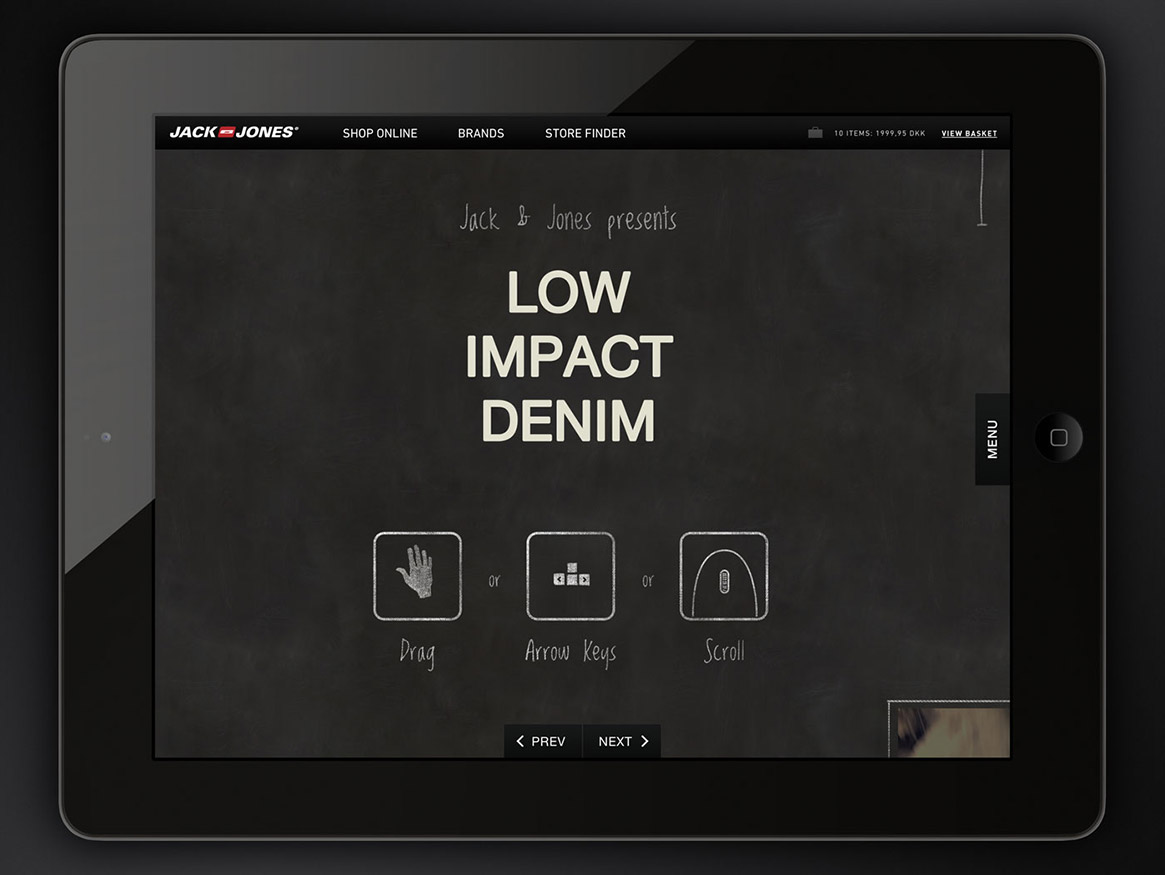 JACK & JONES®
SHOP ONLINE
BRANDS
STORE FINDER
10 ITEMS: 1999,95 DKK
VIEW BASKET
Jack & Jones presents
LOW
IMPACT
DENIM
MENU
or
or
Drag
Arrow Keys
Scroll
PREV
NEXT